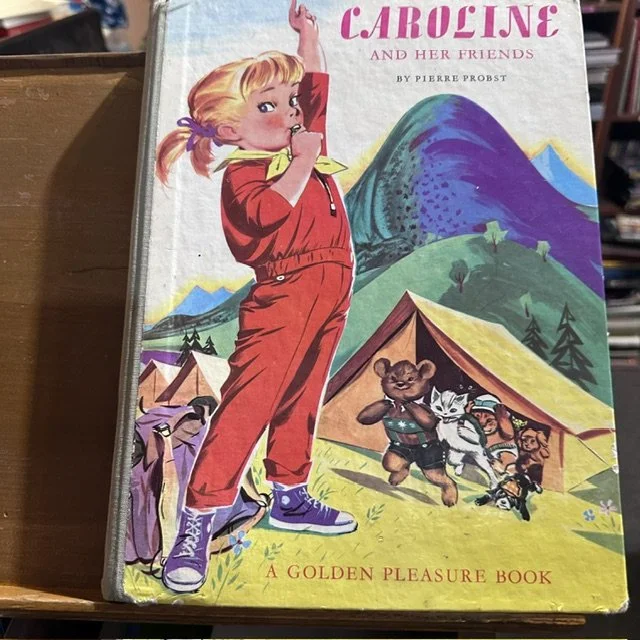 CAROLINE
AND HER FRIENDS
BY PIERRE PROBST
A GOLDEN PLEASURE BOOK